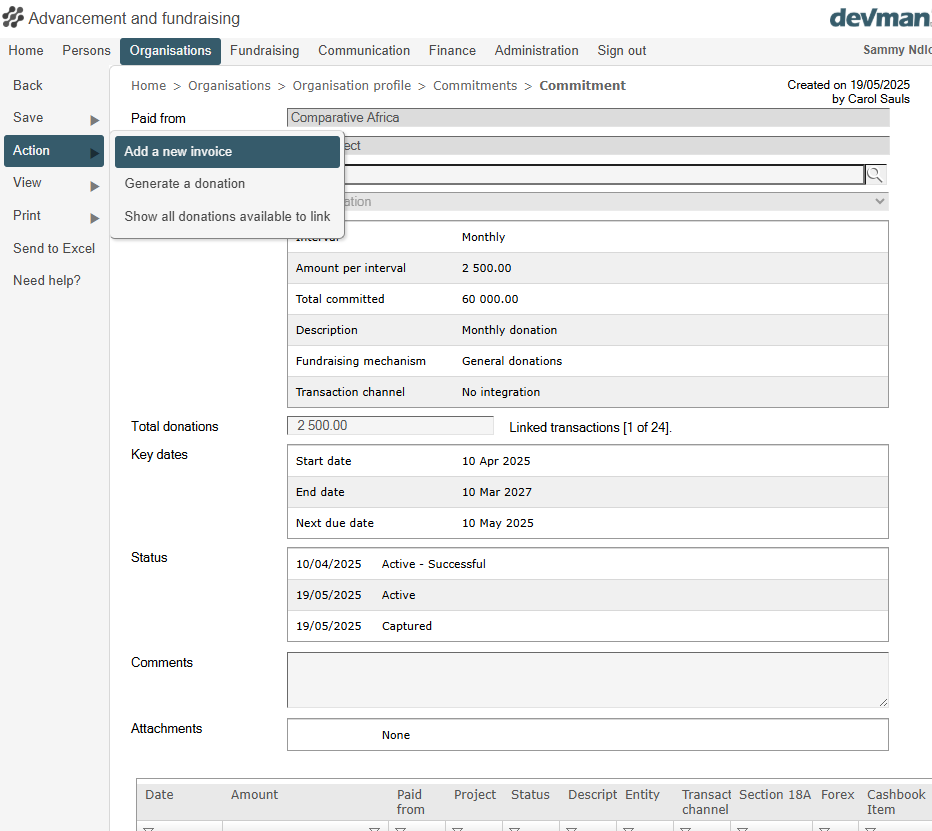 Advancement and fundraising
devman
Home Persons Organisations Fundraising Communication Finance Administration Sign out
Sammy Ndlo
Back
Save
Action
View
Print
Send to Excel
Need help?
Home > Organisations > Organisation profile > Commitments > Commitment
Created on 19/05/2025
by Carol Sauls
Paid from Comparative Africa
Add a new invoice
Generate a donation
Show all donations available to link
Interval Monthly
Amount per interval 2 500.00
Total committed 60 000.00
Description Monthly donation
Fundraising mechanism General donations
Transaction channel No integration
Total donations 2 500.00 Linked transactions [1 of 24].
Key dates
Start date 10 Apr 2025
End date 10 Mar 2027
Next due date 10 May 2025
Status
10/04/2025 Active - Successful
19/05/2025 Active
19/05/2025 Captured
Comments
Attachments None
Date Amount Paid from Project Status Descript Entity Transact channel Section 18A Forex Cashbook Item